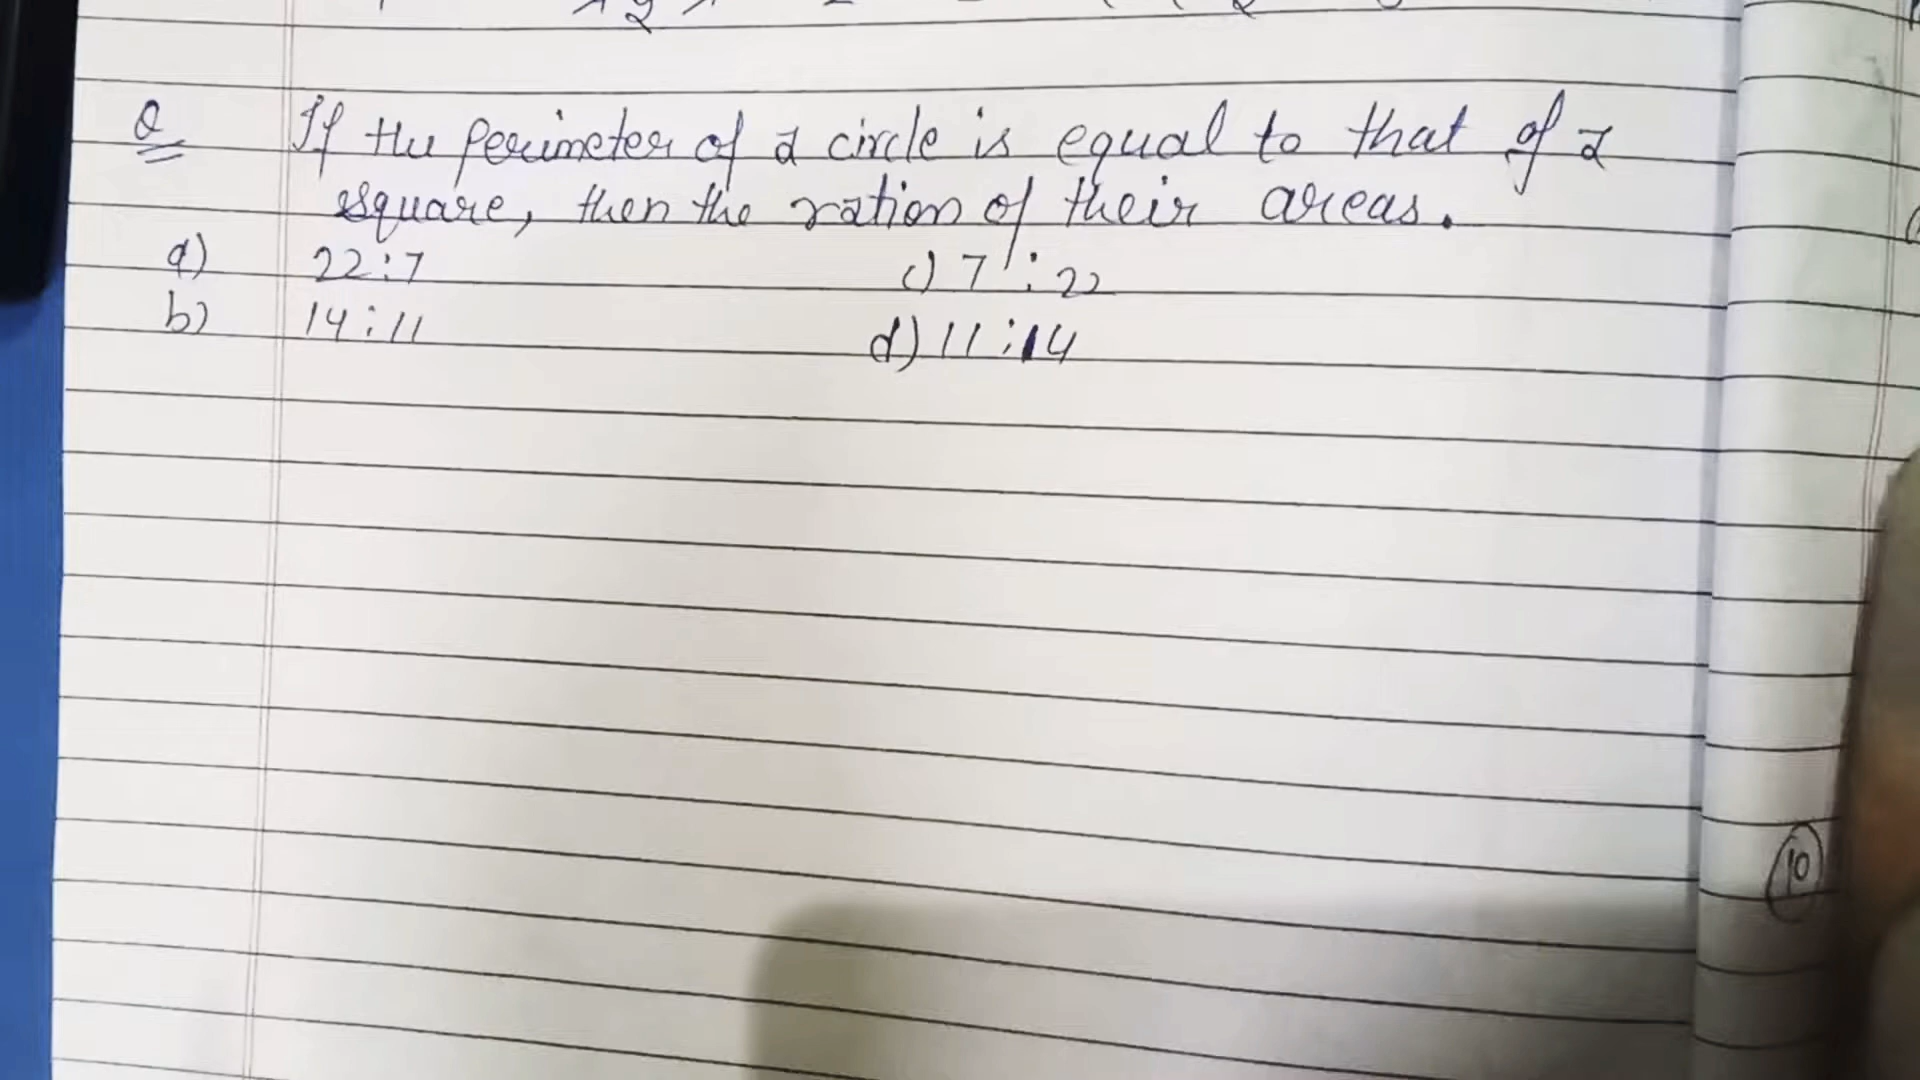 Q If the perimeter of a circle is equal to that of a
square, then the ration of their areas.
a) 22:7 c) 7:22
b) 14:11 d) 11:14
10